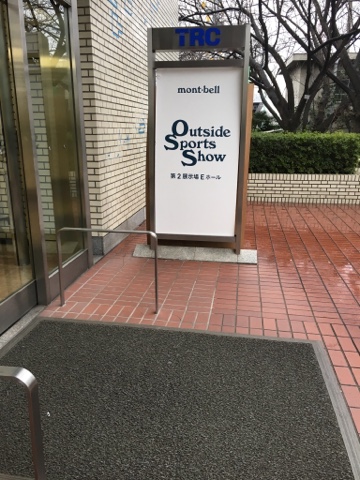 TRC
mont-bell
Outside
Sports
Show
第2展示場Eホール